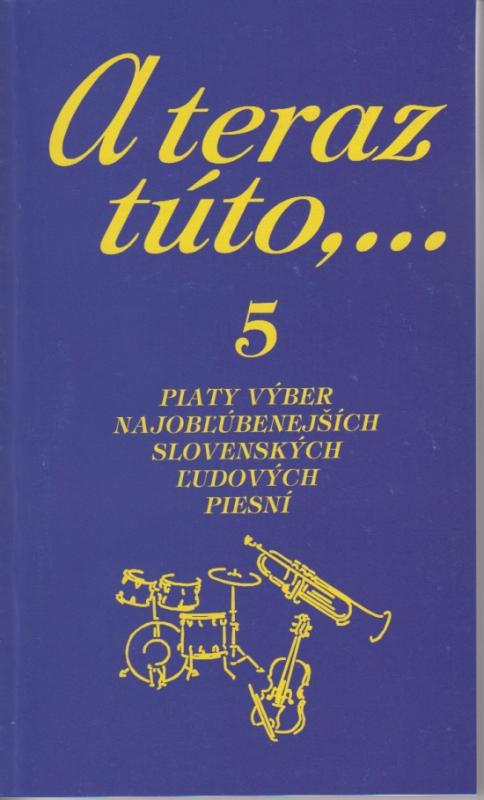 A teraz
túto,...
5
PIATY VÝBER
NAJOBĽÚBENEJŠÍCH
SLOVENSKÝCH
ĽUDOVÝCH
PIESNÍ